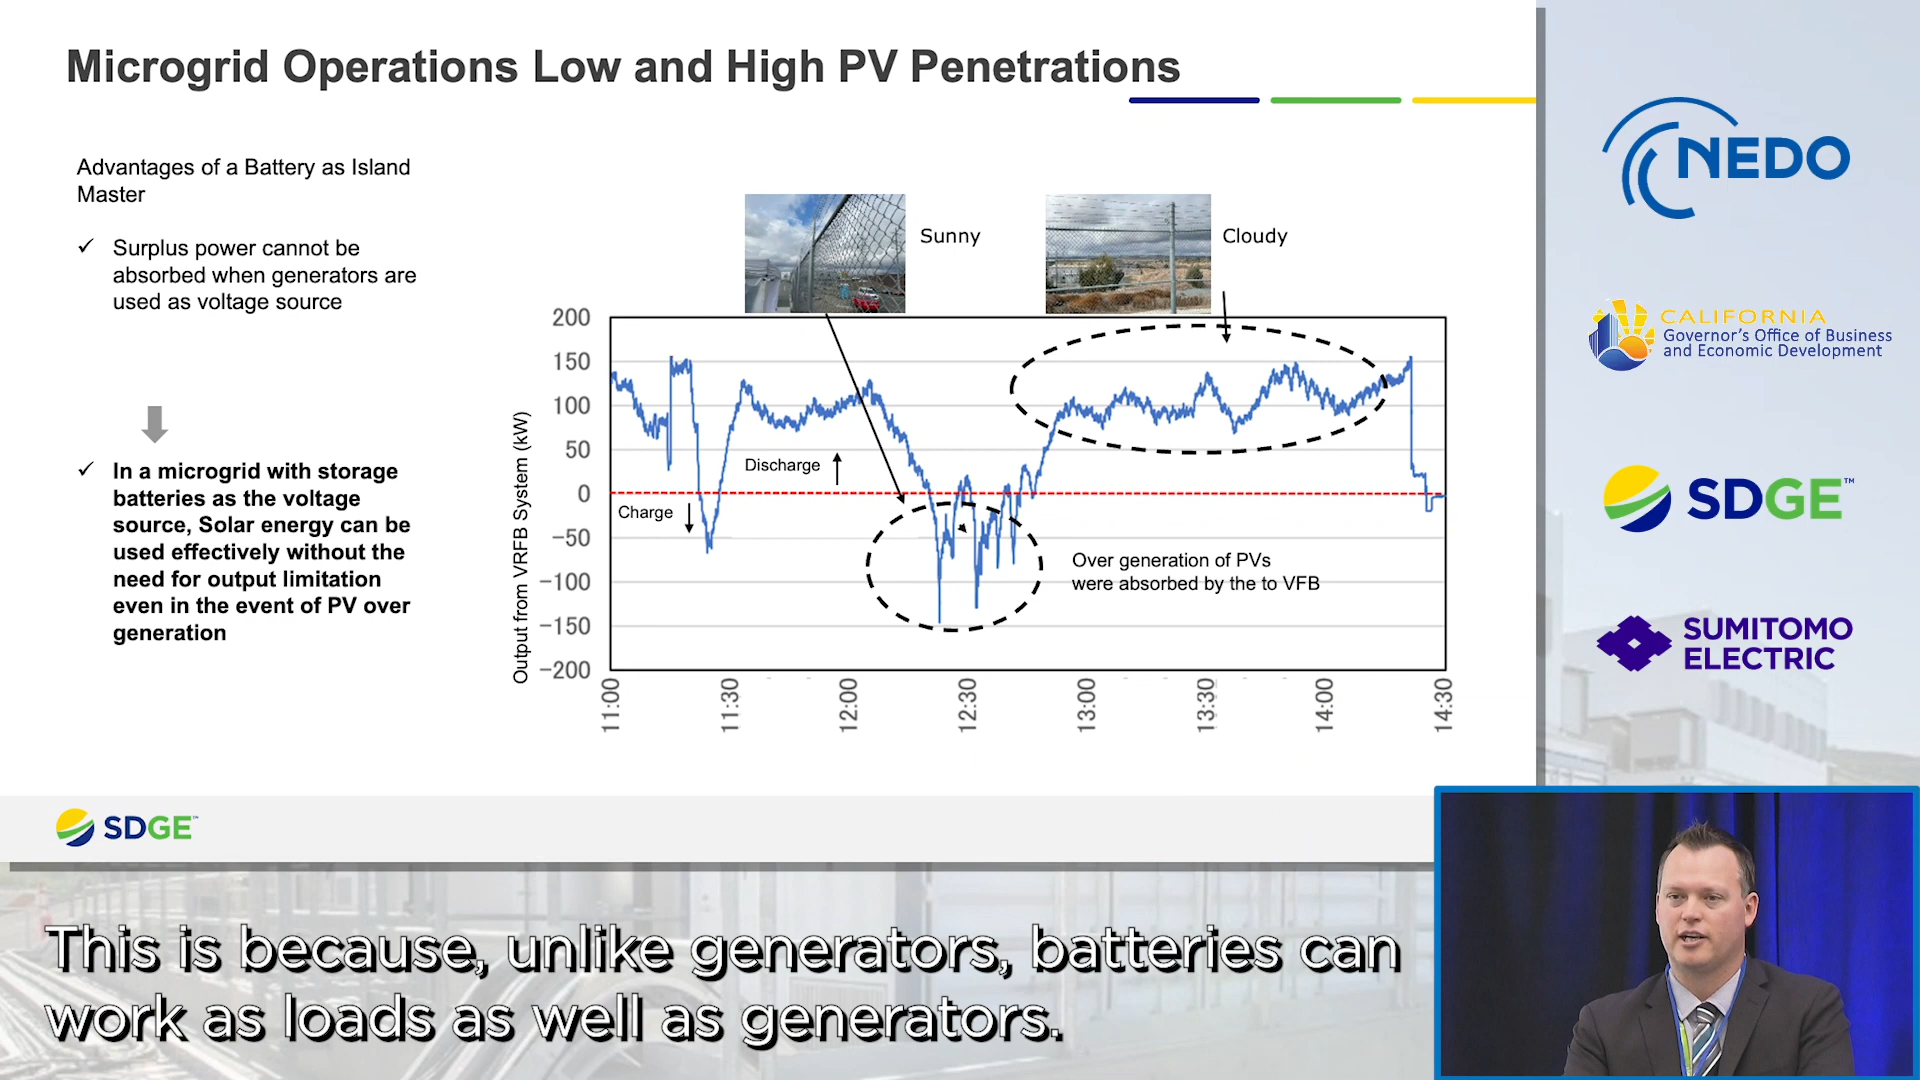 Microgrid Operations Low and High PV Penetrations
Advantages of a Battery as Island
Master
✓ Surplus power cannot be
absorbed when generators are
used as voltage source
✓ In a microgrid with storage
batteries as the voltage
source, Solar energy can be
used effectively without the
need for output limitation
even in the event of PV over
generation
Sunny
Cloudy
Output from VRFB System (kW)
200
150
100
50
0
−50
−100
−150
−200
Discharge
Charge
Over generation of PVs
were absorbed by the to VFB
11:00
11:30
12:00
12:30
13:00
13:30
14:00
14:30
NEDO
CALIFORNIA
Governor's Office of Business
and Economic Development
SDGE™
SUMITOMO
ELECTRIC
SDGE™
This is because, unlike generators, batteries can
work as loads as well as generators.